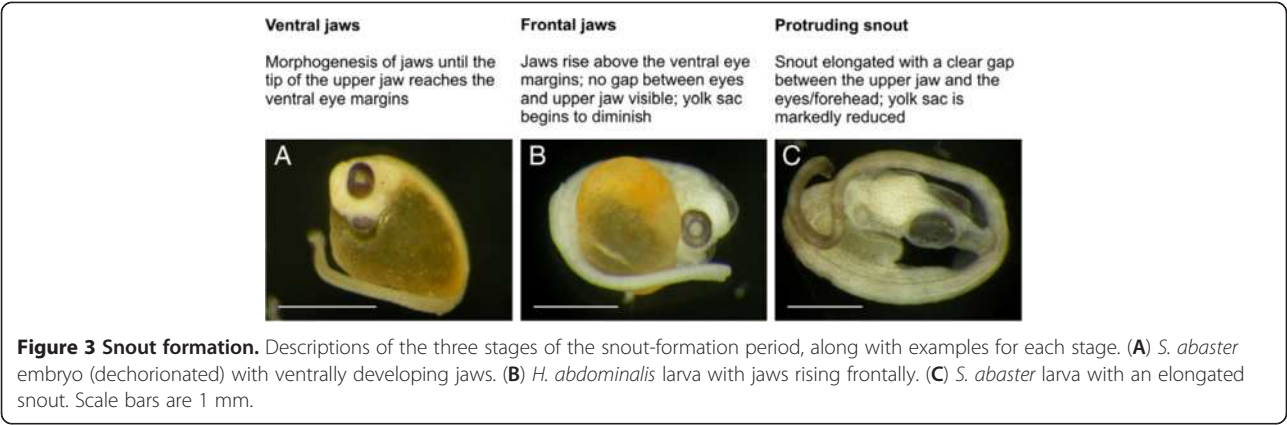 Ventral jaws
Morphogenesis of jaws until the
tip of the upper jaw reaches the
ventral eye margins
Frontal jaws
Jaws rise above the ventral eye
margins; no gap between eyes
and upper jaw visible; yolk sac
begins to diminish
Protruding snout
Snout elongated with a clear gap
between the upper jaw and the
eyes/forehead; yolk sac is
markedly reduced
A
B
C
Figure 3 Snout formation. Descriptions of the three stages of the snout-formation period, along with examples for each stage. (A) S. abaster
embryo (dechorionated) with ventrally developing jaws. (B) H. abdominalis larva with jaws rising frontally. (C) S. abaster larva with an elongated
snout. Scale bars are 1 mm.